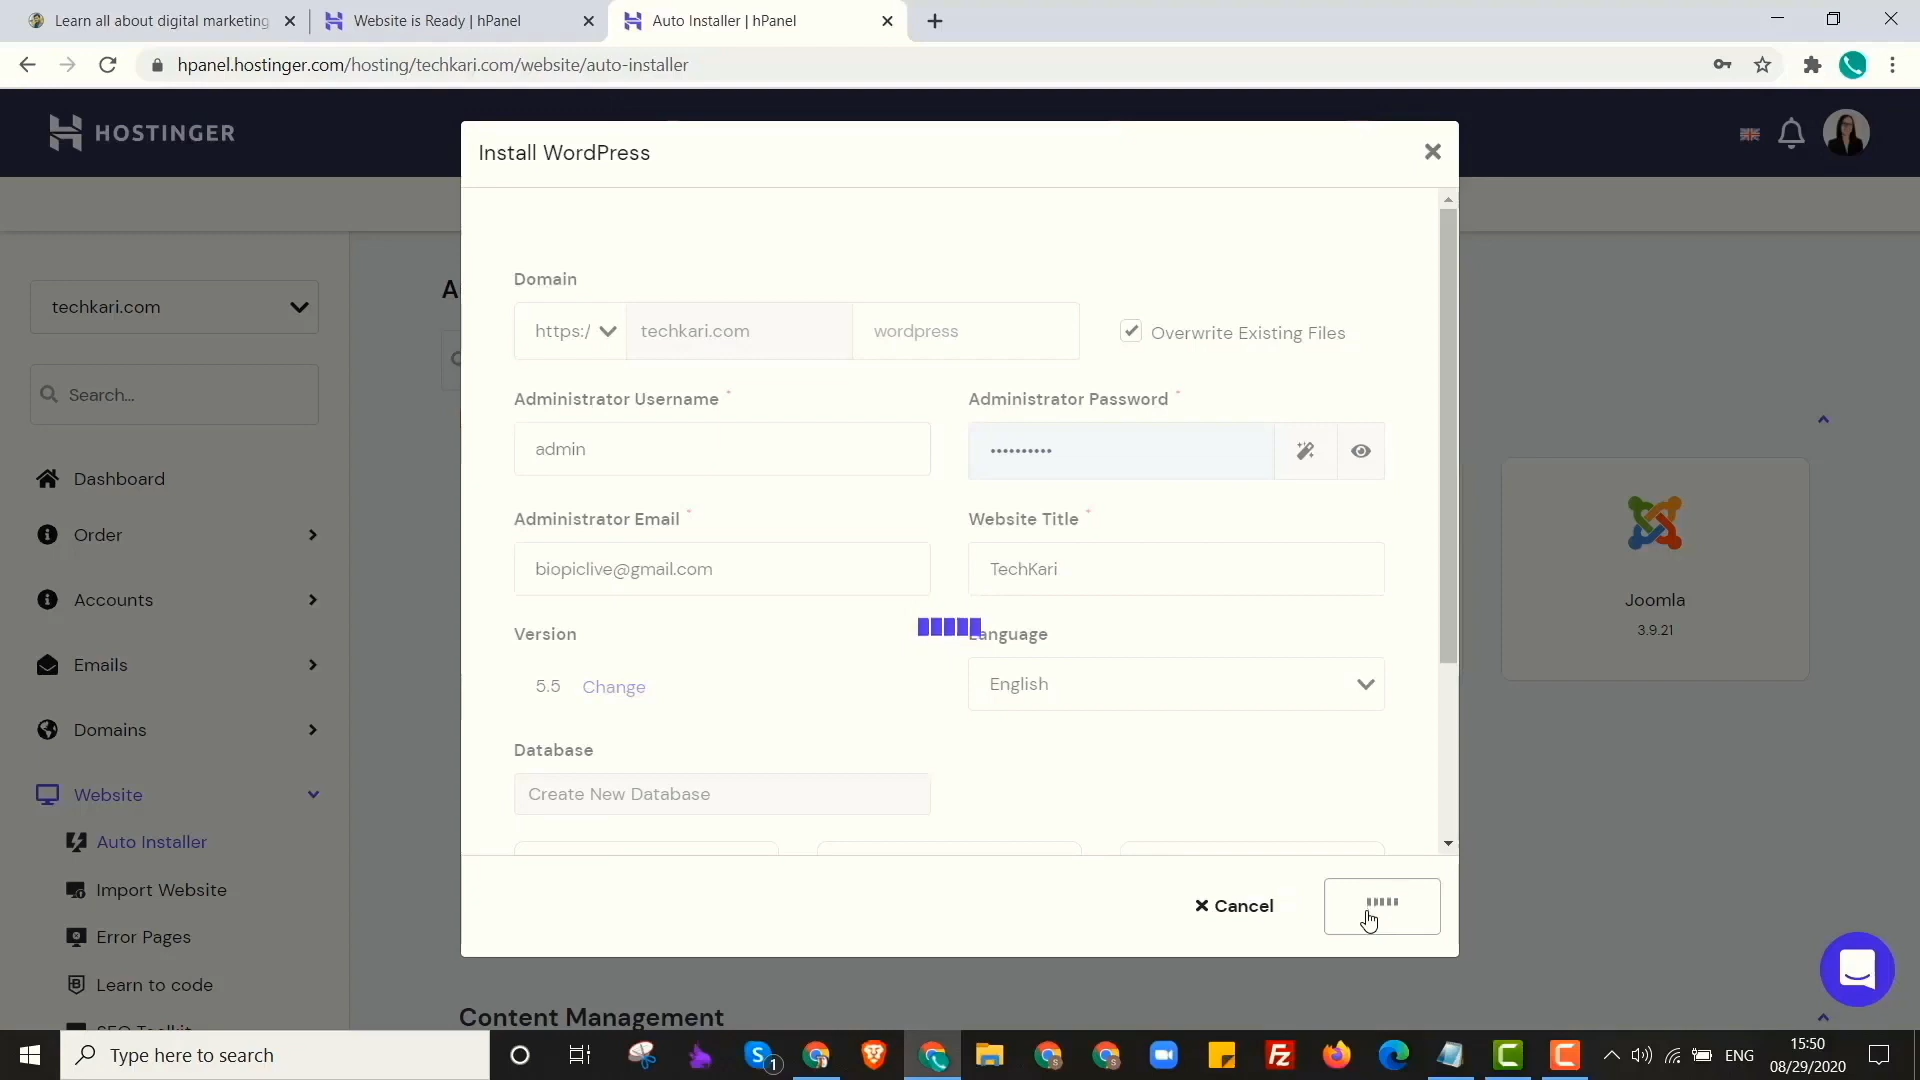 Learn all about digital marketing
Website is Ready | hPanel
Auto Installer | hPanel
hpanel.hostinger.com/hosting/techkari.com/website/auto-installer
HOSTINGER
Install WordPress
techkari.com
A
Domain
https:/
techkari.com
wordpress
Overwrite Existing Files
Search...
Administrator Username *
Administrator Password *
admin
••••••••••
Dashboard
Order
Administrator Email *
Website Title *
biopiclive@gmail.com
TechKari
Accounts
Joomla
3.9.21
Version
Language
Emails
5.5 Change
English
Domains
Database
Create New Database
Website
Auto Installer
Import Website
Cancel
Error Pages
Learn to code
SEO Toolkit
Content Management
Type here to search
1
ENG
15:50
08/29/2020